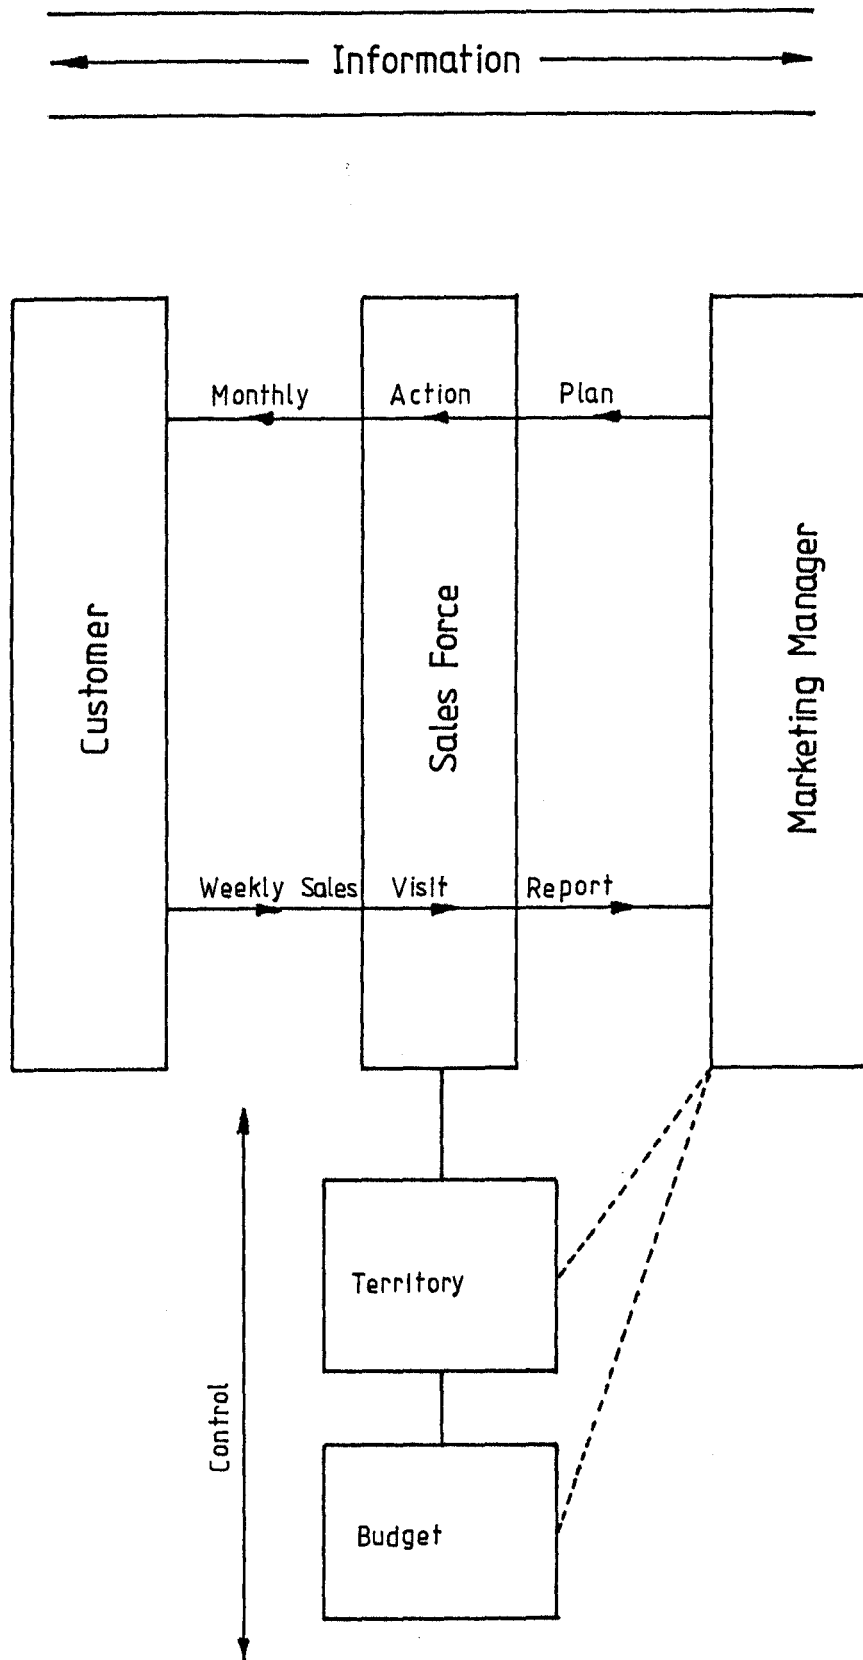 Information
Monthly Action Plan
Customer
Sales Force
Marketing Manager
Weekly Sales Visit Report
Territory
Control
Budget